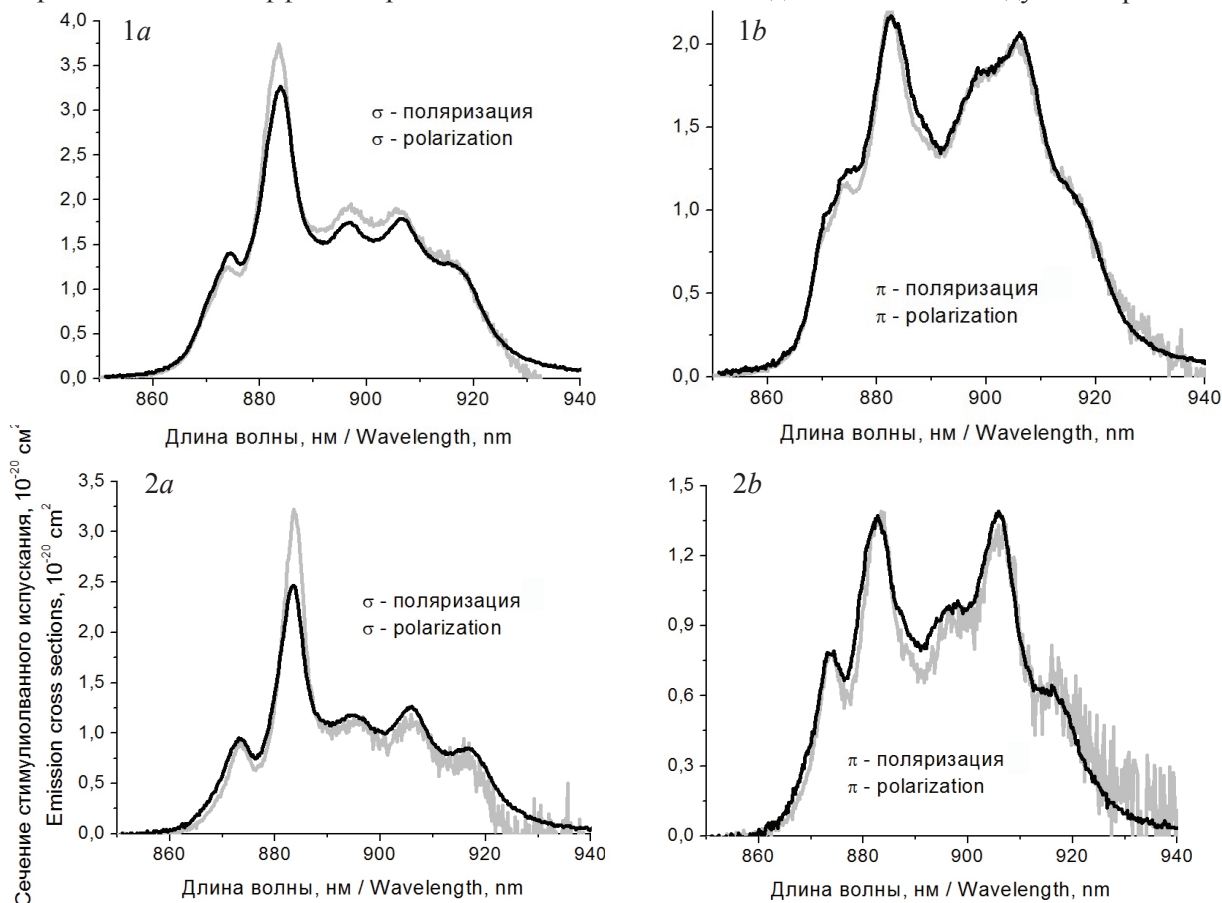 1a
4,0
3,5
3,0
2,5
2,0
1,5
1,0
0,5
0,0
σ - поляризация
σ - polarization
860 880 900 920 940
Длина волны, нм / Wavelength, nm
1b
2,0
1,5
1,0
0,5
0,0
π - поляризация
π - polarization
860 880 900 920 940
Длина волны, нм / Wavelength, nm
Сечение стимулиолванного испускания, 10⁻²⁰ см²
Emission cross sections, 10⁻²⁰ cm²
2a
3,5
3,0
2,5
2,0
1,5
1,0
0,5
0,0
σ - поляризация
σ - polarization
860 880 900 920 940
Длина волны, нм / Wavelength, nm
2b
1,5
1,2
0,9
0,6
0,3
0,0
π - поляризация
π - polarization
860 880 900 920 940
Длина волны, нм / Wavelength, nm